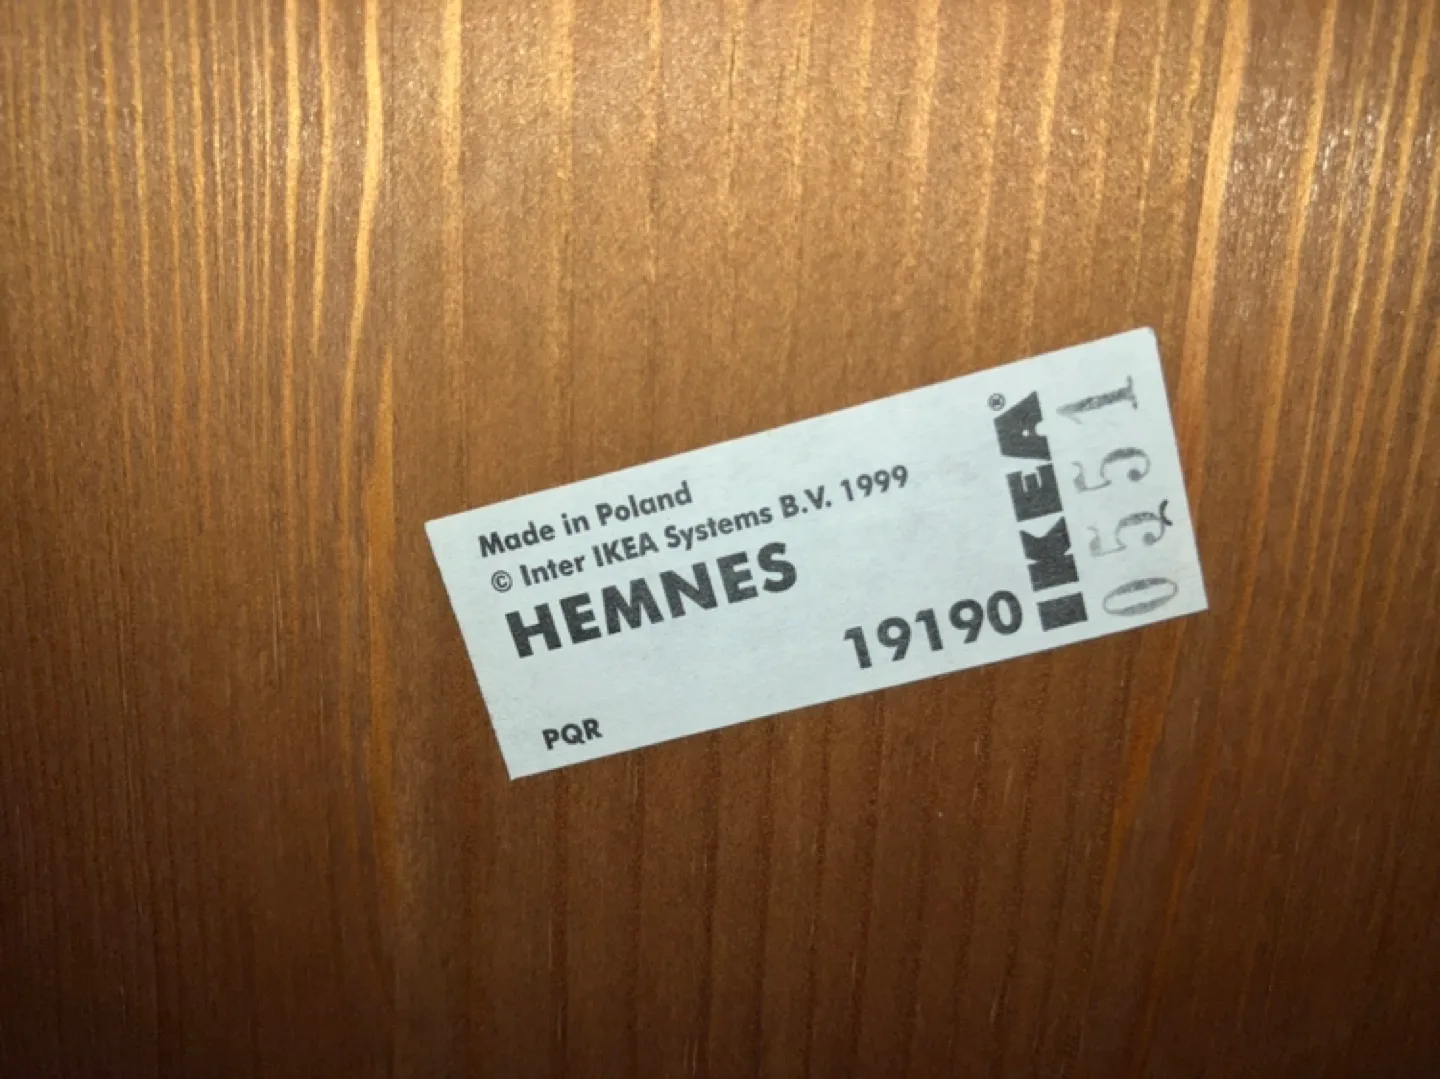 Made in Poland
© Inter IKEA Systems B.V. 1999
HEMNES
19190
PQR
IKEA®
0551